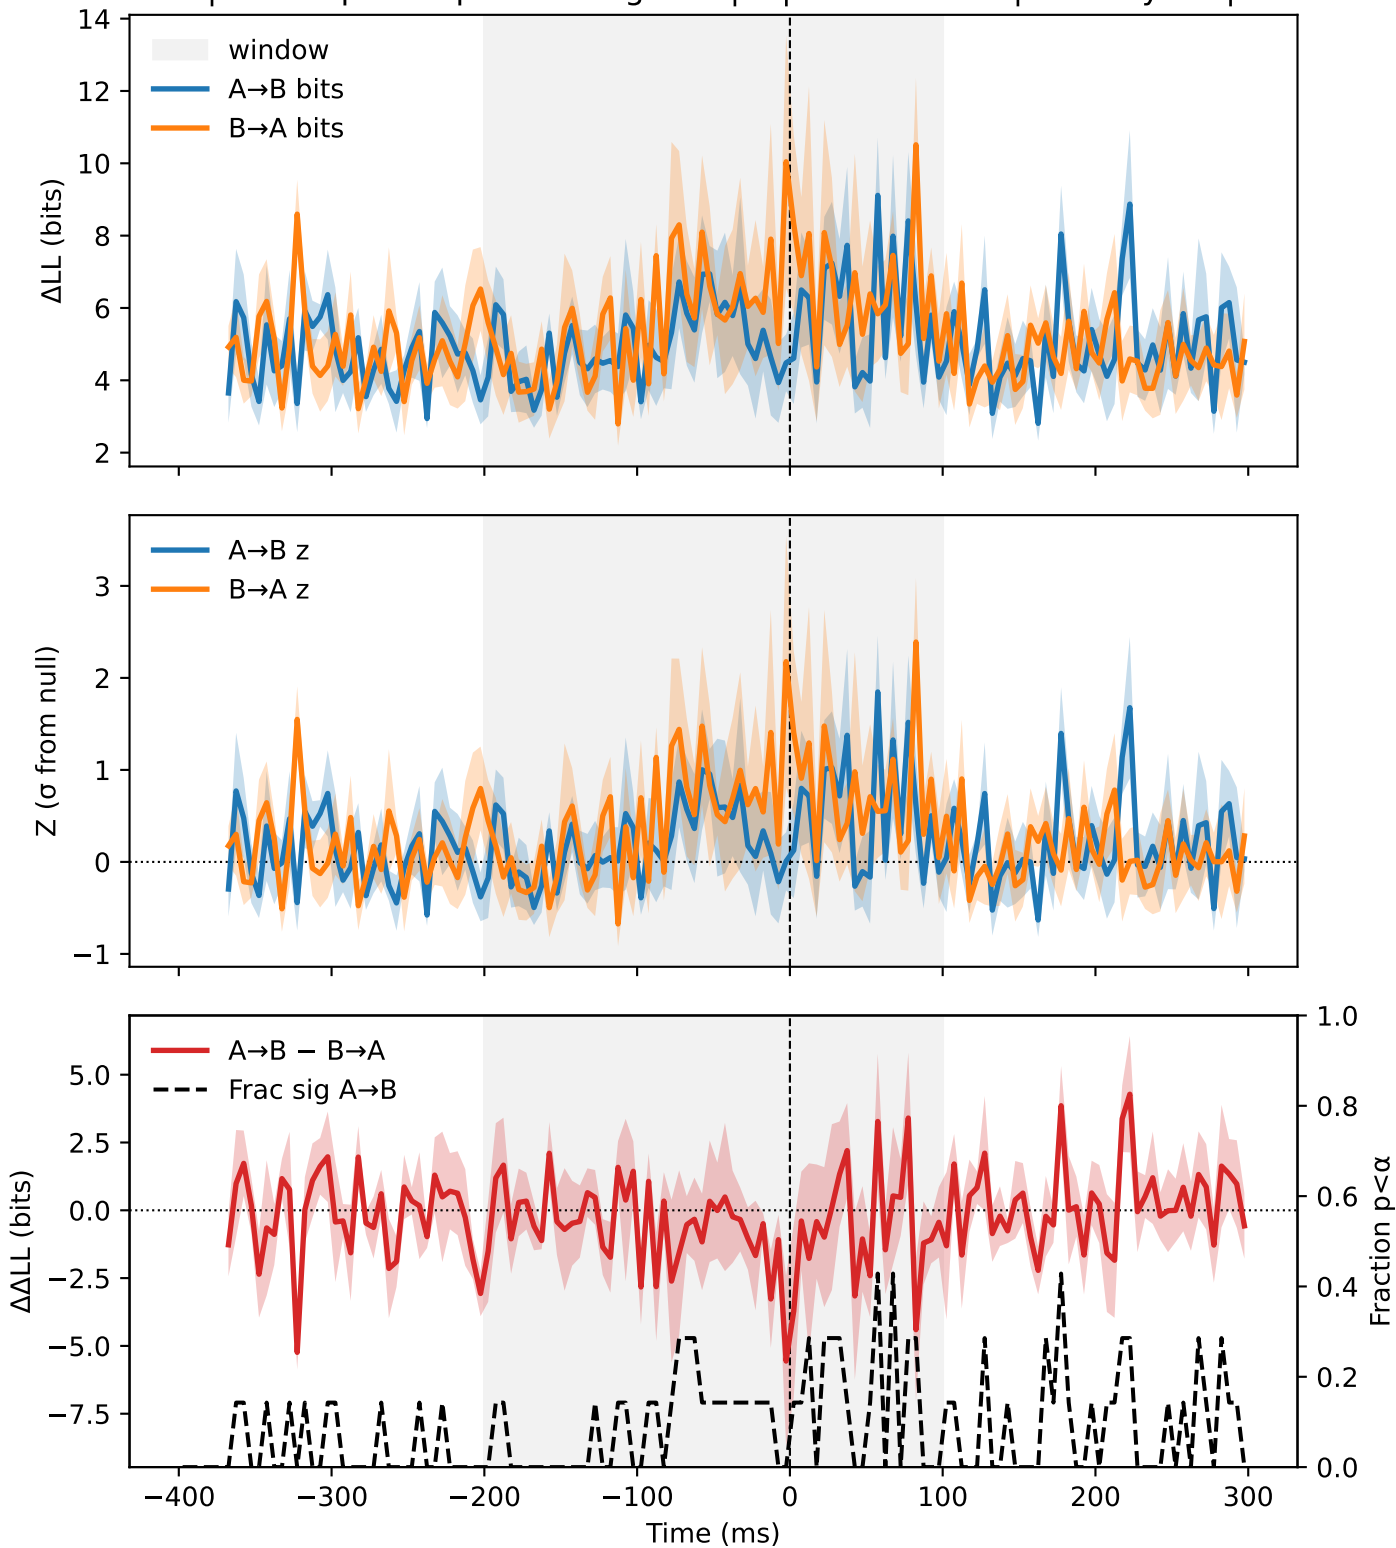 14
12
10
8
6
4
2
ΔLL (bits)
window
A→B bits
B→A bits
3
2
1
0
−1
Z (σ from null)
A→B z
B→A z
5.0
2.5
0.0
−2.5
−5.0
−7.5
ΔΔLL (bits)
A→B − B→A
Frac sig A→B
1.0
0.8
0.6
0.4
0.2
0.0
Fraction p<α
−400 −300 −200 −100 0 100 200 300
Time (ms)